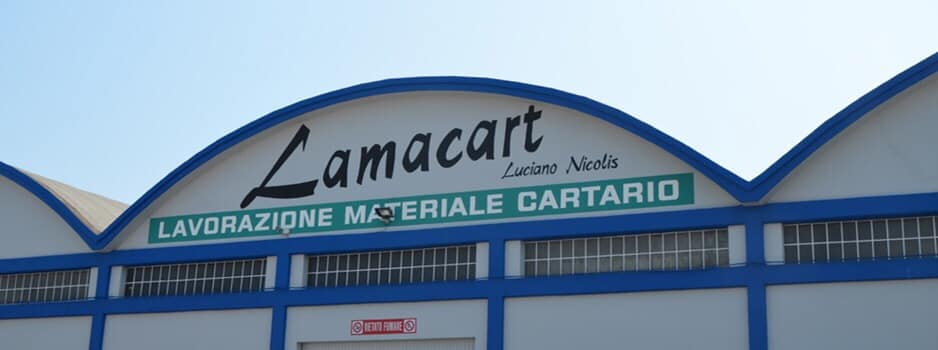 Lamacart
Luciano Nicolis
LAVORAZIONE MATERIALE CARTARIO
VIETATO FUMARE